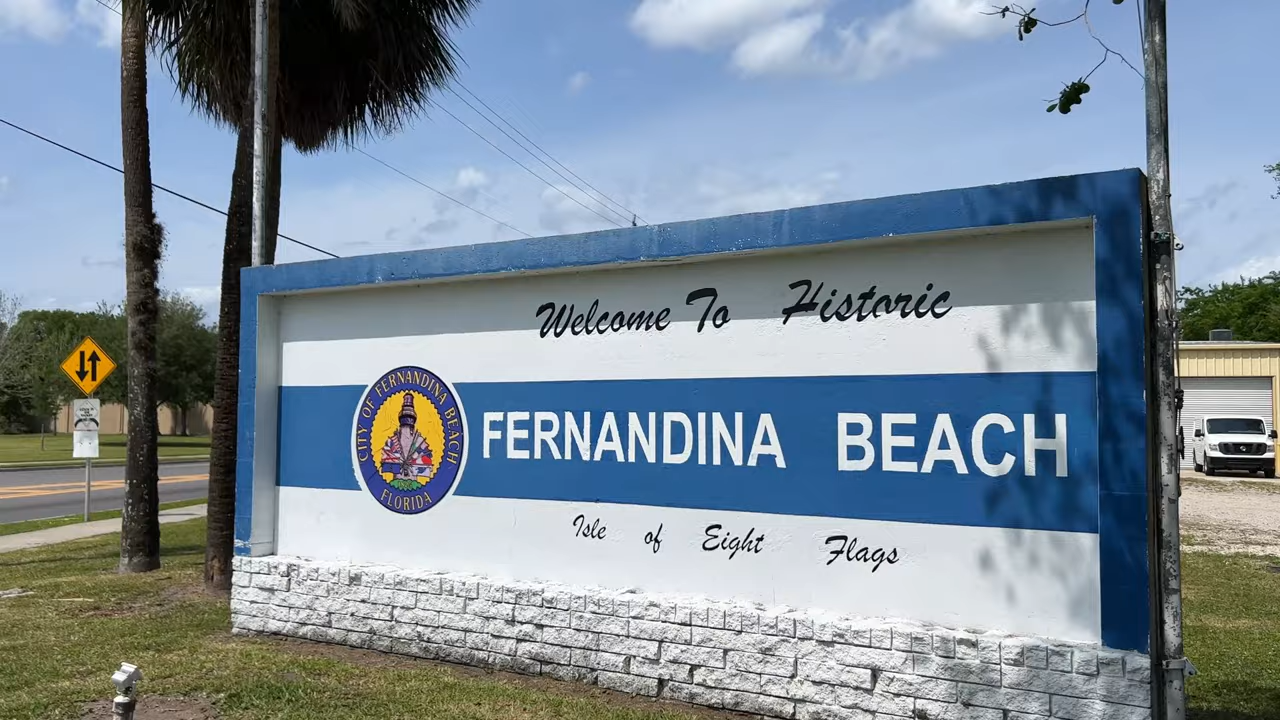 Welcome To Historic
CITY OF FERNANDINA BEACH
FLORIDA
FERNANDINA BEACH
Isle of Eight Flags